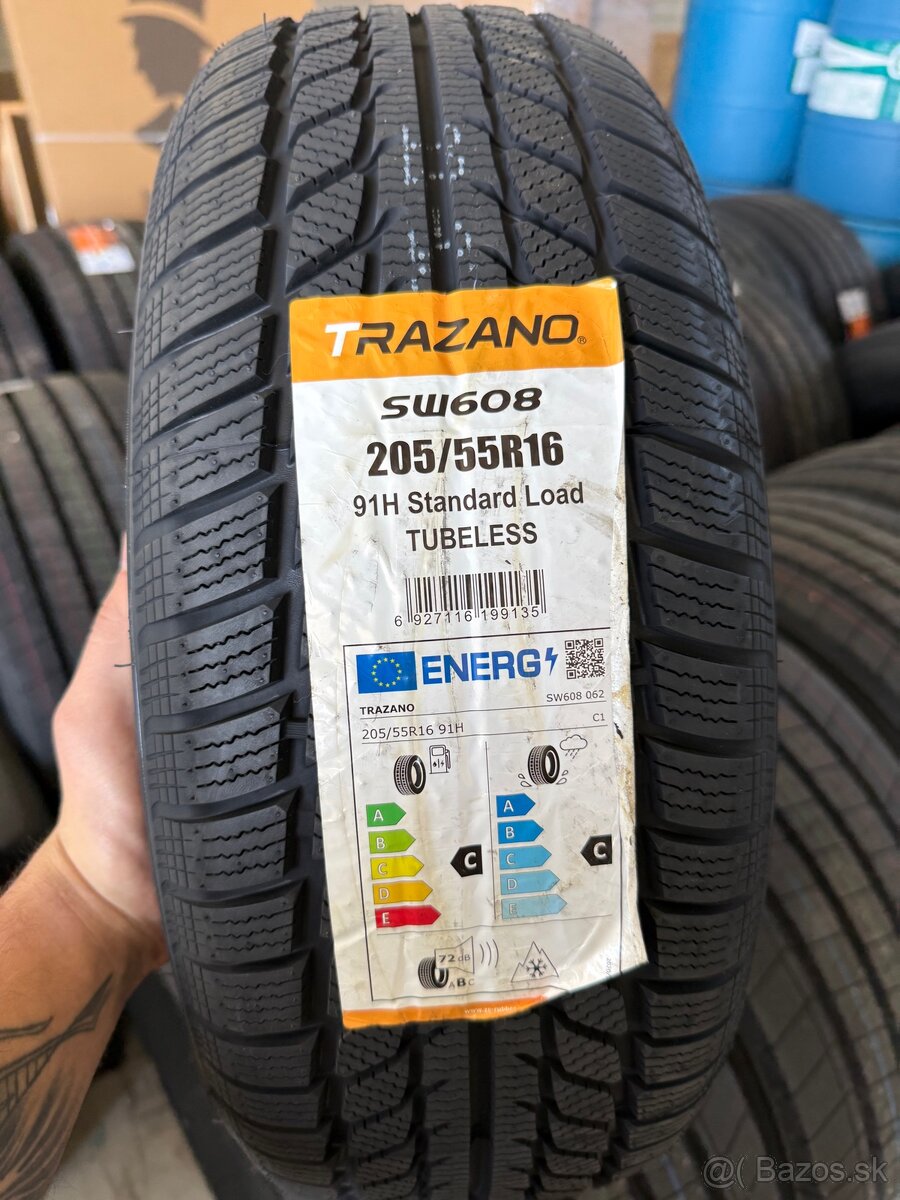 TRAZANO®
SW608
205/55R16
91H Standard Load
TUBELESS
6 927116 199135
ENERG
TRAZANO
SW608 062
205/55R16 91H
C1
A
B
C
D
E
C
A
B
C
D
E
C
72 dB
ABC
@( Bazos.sk